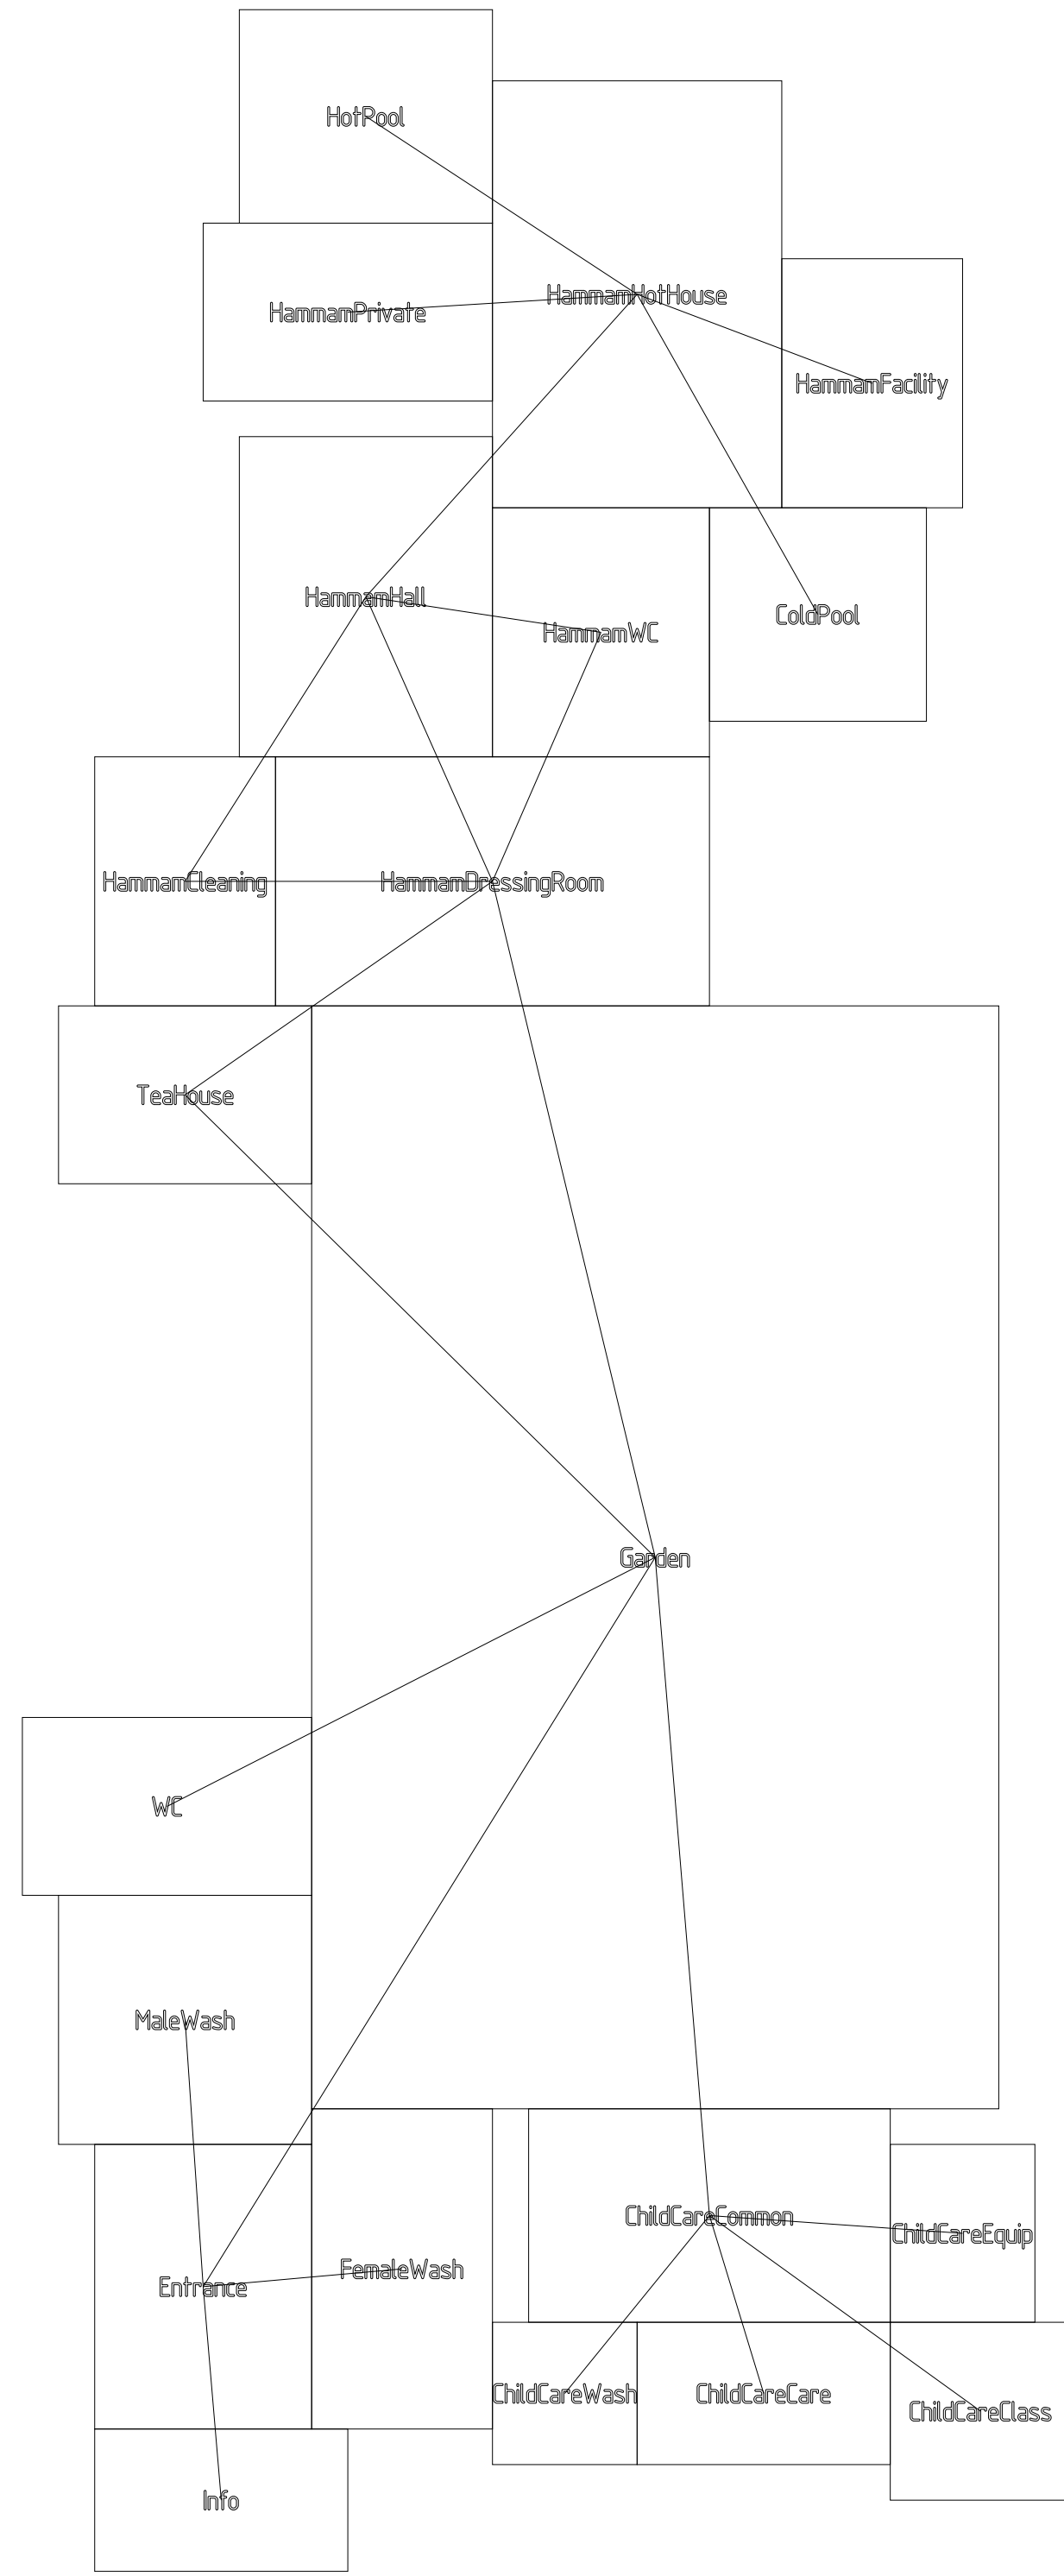 HotPool
HammamHotHouse
HammamPrivate
HammamFacility
HammamHall
ColdPool
HammamWC
HammamCleaning
HammamDressingRoom
TeaHouse
Garden
WC
MaleWash
ChildCareCommon
ChildCareEquip
FemaleWash
Entrance
ChildCareWash
ChildCareCare
ChildCareClass
Info